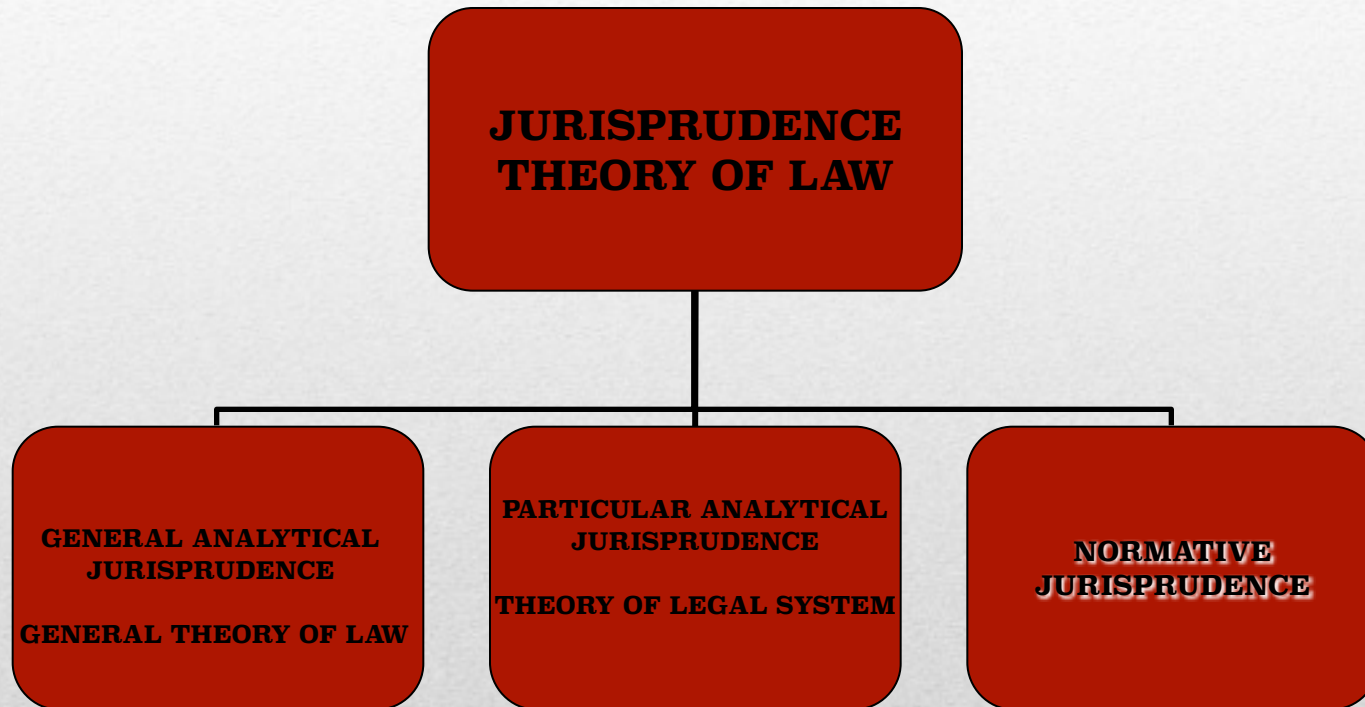 JURISPRUDENCE
THEORY OF LAW
GENERAL ANALYTICAL
JURISPRUDENCE
GENERAL THEORY OF LAW
PARTICULAR ANALYTICAL
JURISPRUDENCE
THEORY OF LEGAL SYSTEM
NORMATIVE
JURISPRUDENCE